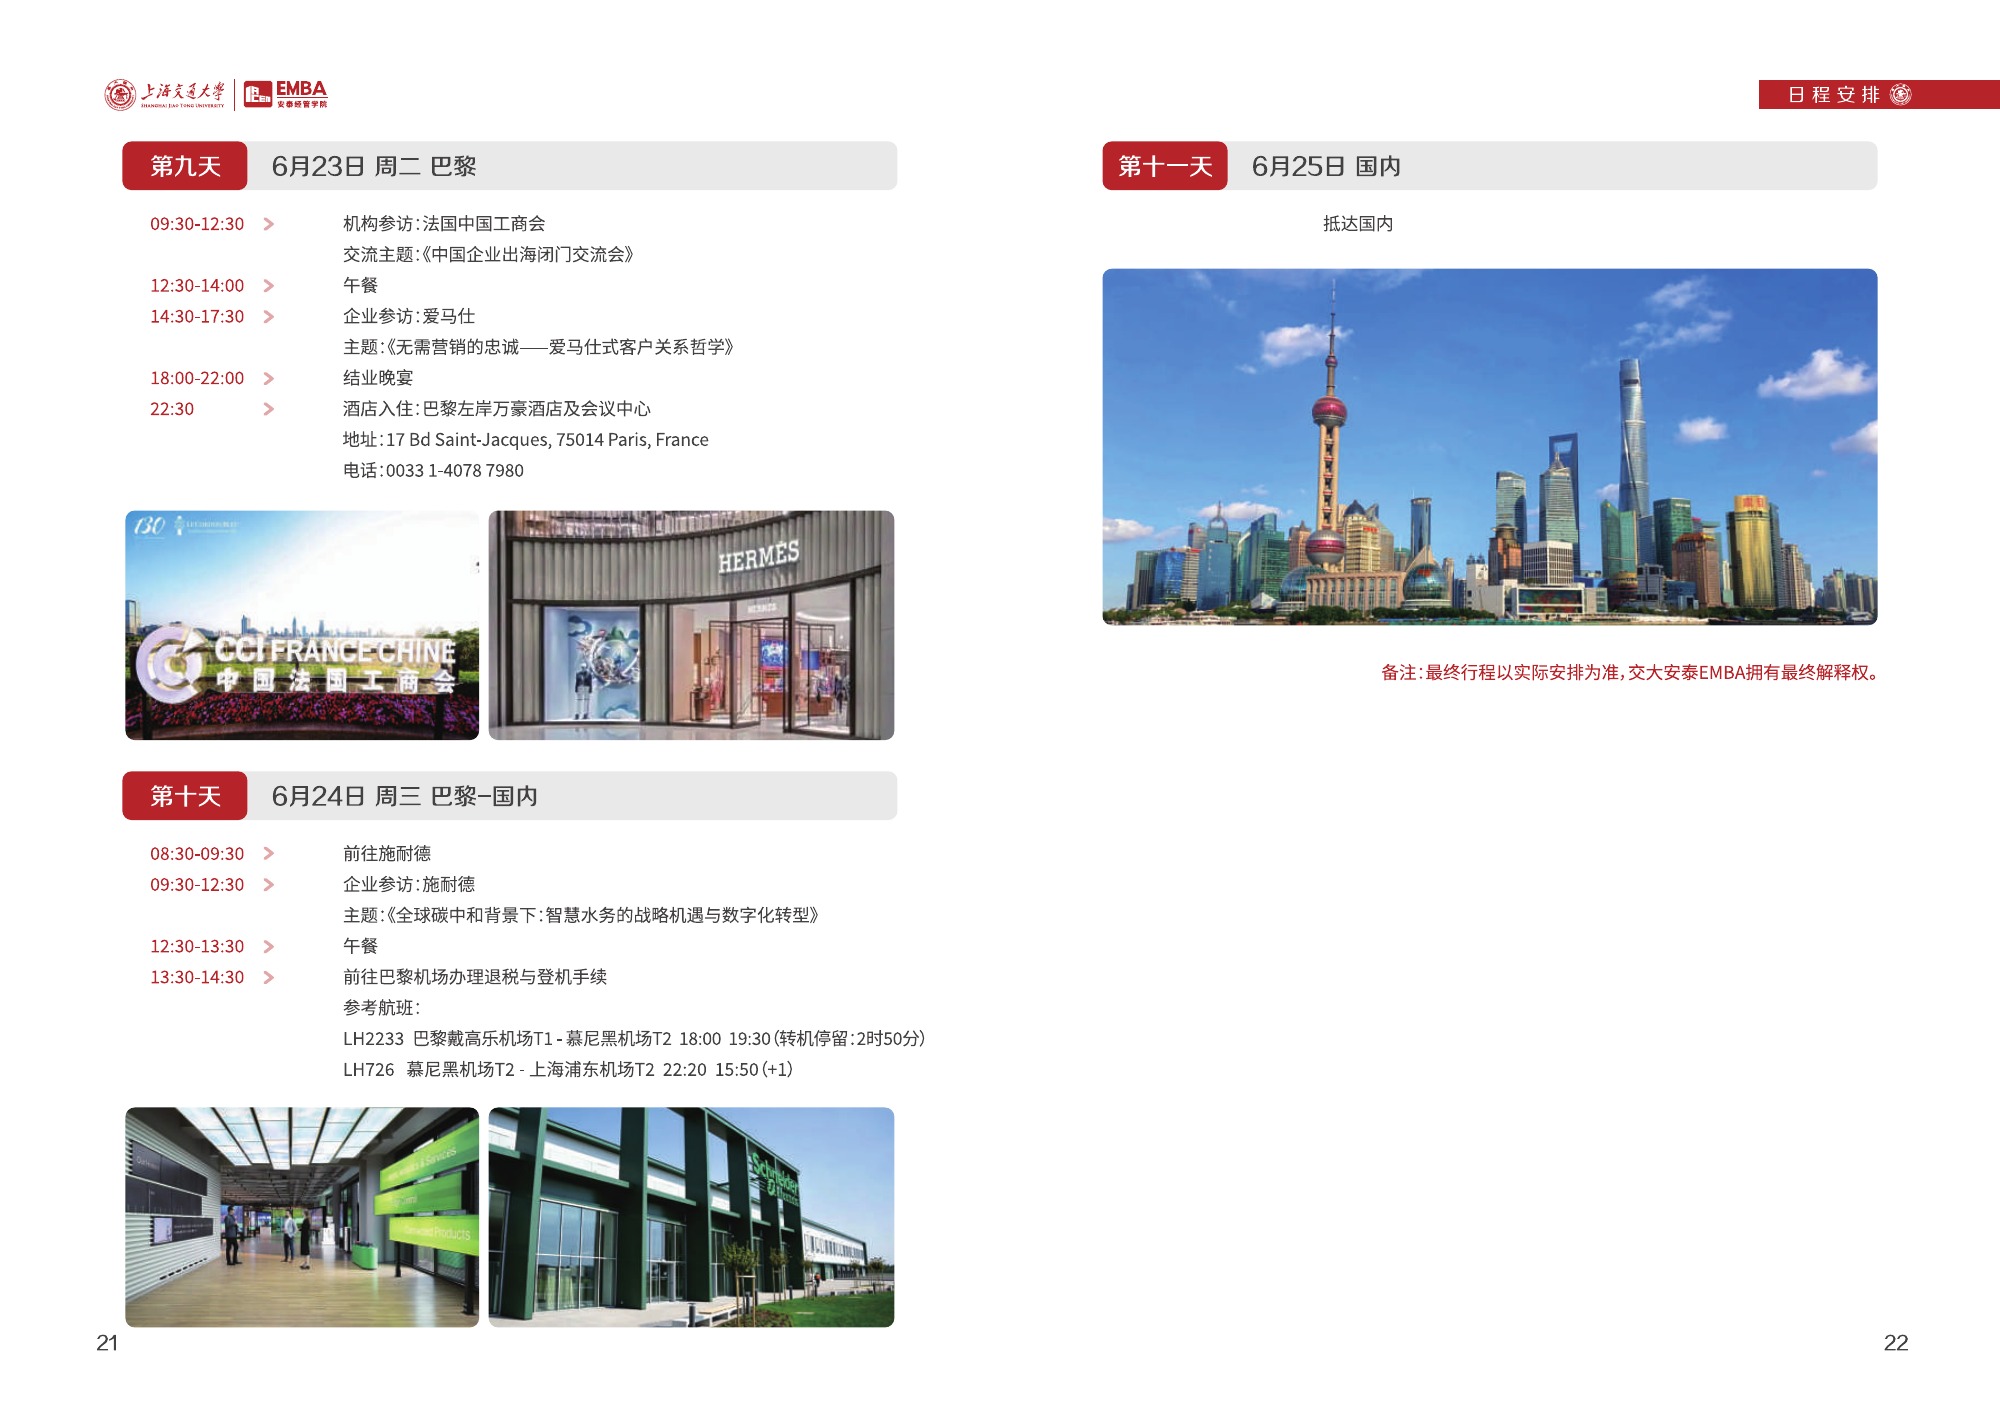 上海交通大学
SHANGHAI JIAO TONG UNIVERSITY
EMBA
安泰经管学院
日程安排
第九天 6月23日 周二 巴黎
09:30-12:30 机构参访：法国中国工商会
交流主题：《中国企业出海闭门交流会》
12:30-14:00 午餐
14:30-17:30 企业参访：爱马仕
主题：《无需营销的忠诚——爱马仕式客户关系哲学》
18:00-22:00 结业晚宴
22:30 酒店入住：巴黎左岸万豪酒店及会议中心
地址：17 Bd Saint-Jacques, 75014 Paris, France
电话：0033 1-4078 7980
130
CCI FRANCE CHINE
中国法国工商会
HERMÈS
HERMES
第十天 6月24日 周三 巴黎-国内
08:30-09:30 前往施耐德
09:30-12:30 企业参访：施耐德
主题：《全球碳中和背景下：智慧水务的战略机遇与数字化转型》
12:30-13:30 午餐
13:30-14:30 前往巴黎机场办理退税与登机手续
参考航班：
LH2233 巴黎戴高乐机场T1 - 慕尼黑机场T2 18:00 19:30（转机停留：2时50分）
LH726 慕尼黑机场T2 - 上海浦东机场T2 22:20 15:50（+1）
& Services
Connected Products
Schneider
Electric
21
第十一天 6月25日 国内
抵达国内
备注：最终行程以实际安排为准，交大安泰EMBA拥有最终解释权。
22